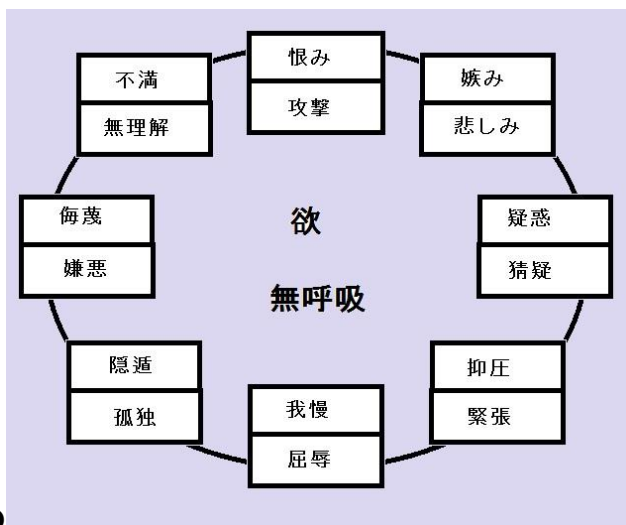 恨み
攻撃
嫉み
悲しみ
疑惑
猜疑
抑圧
緊張
我慢
屈辱
隠遁
孤独
侮蔑
嫌悪
不満
無理解
欲
無呼吸